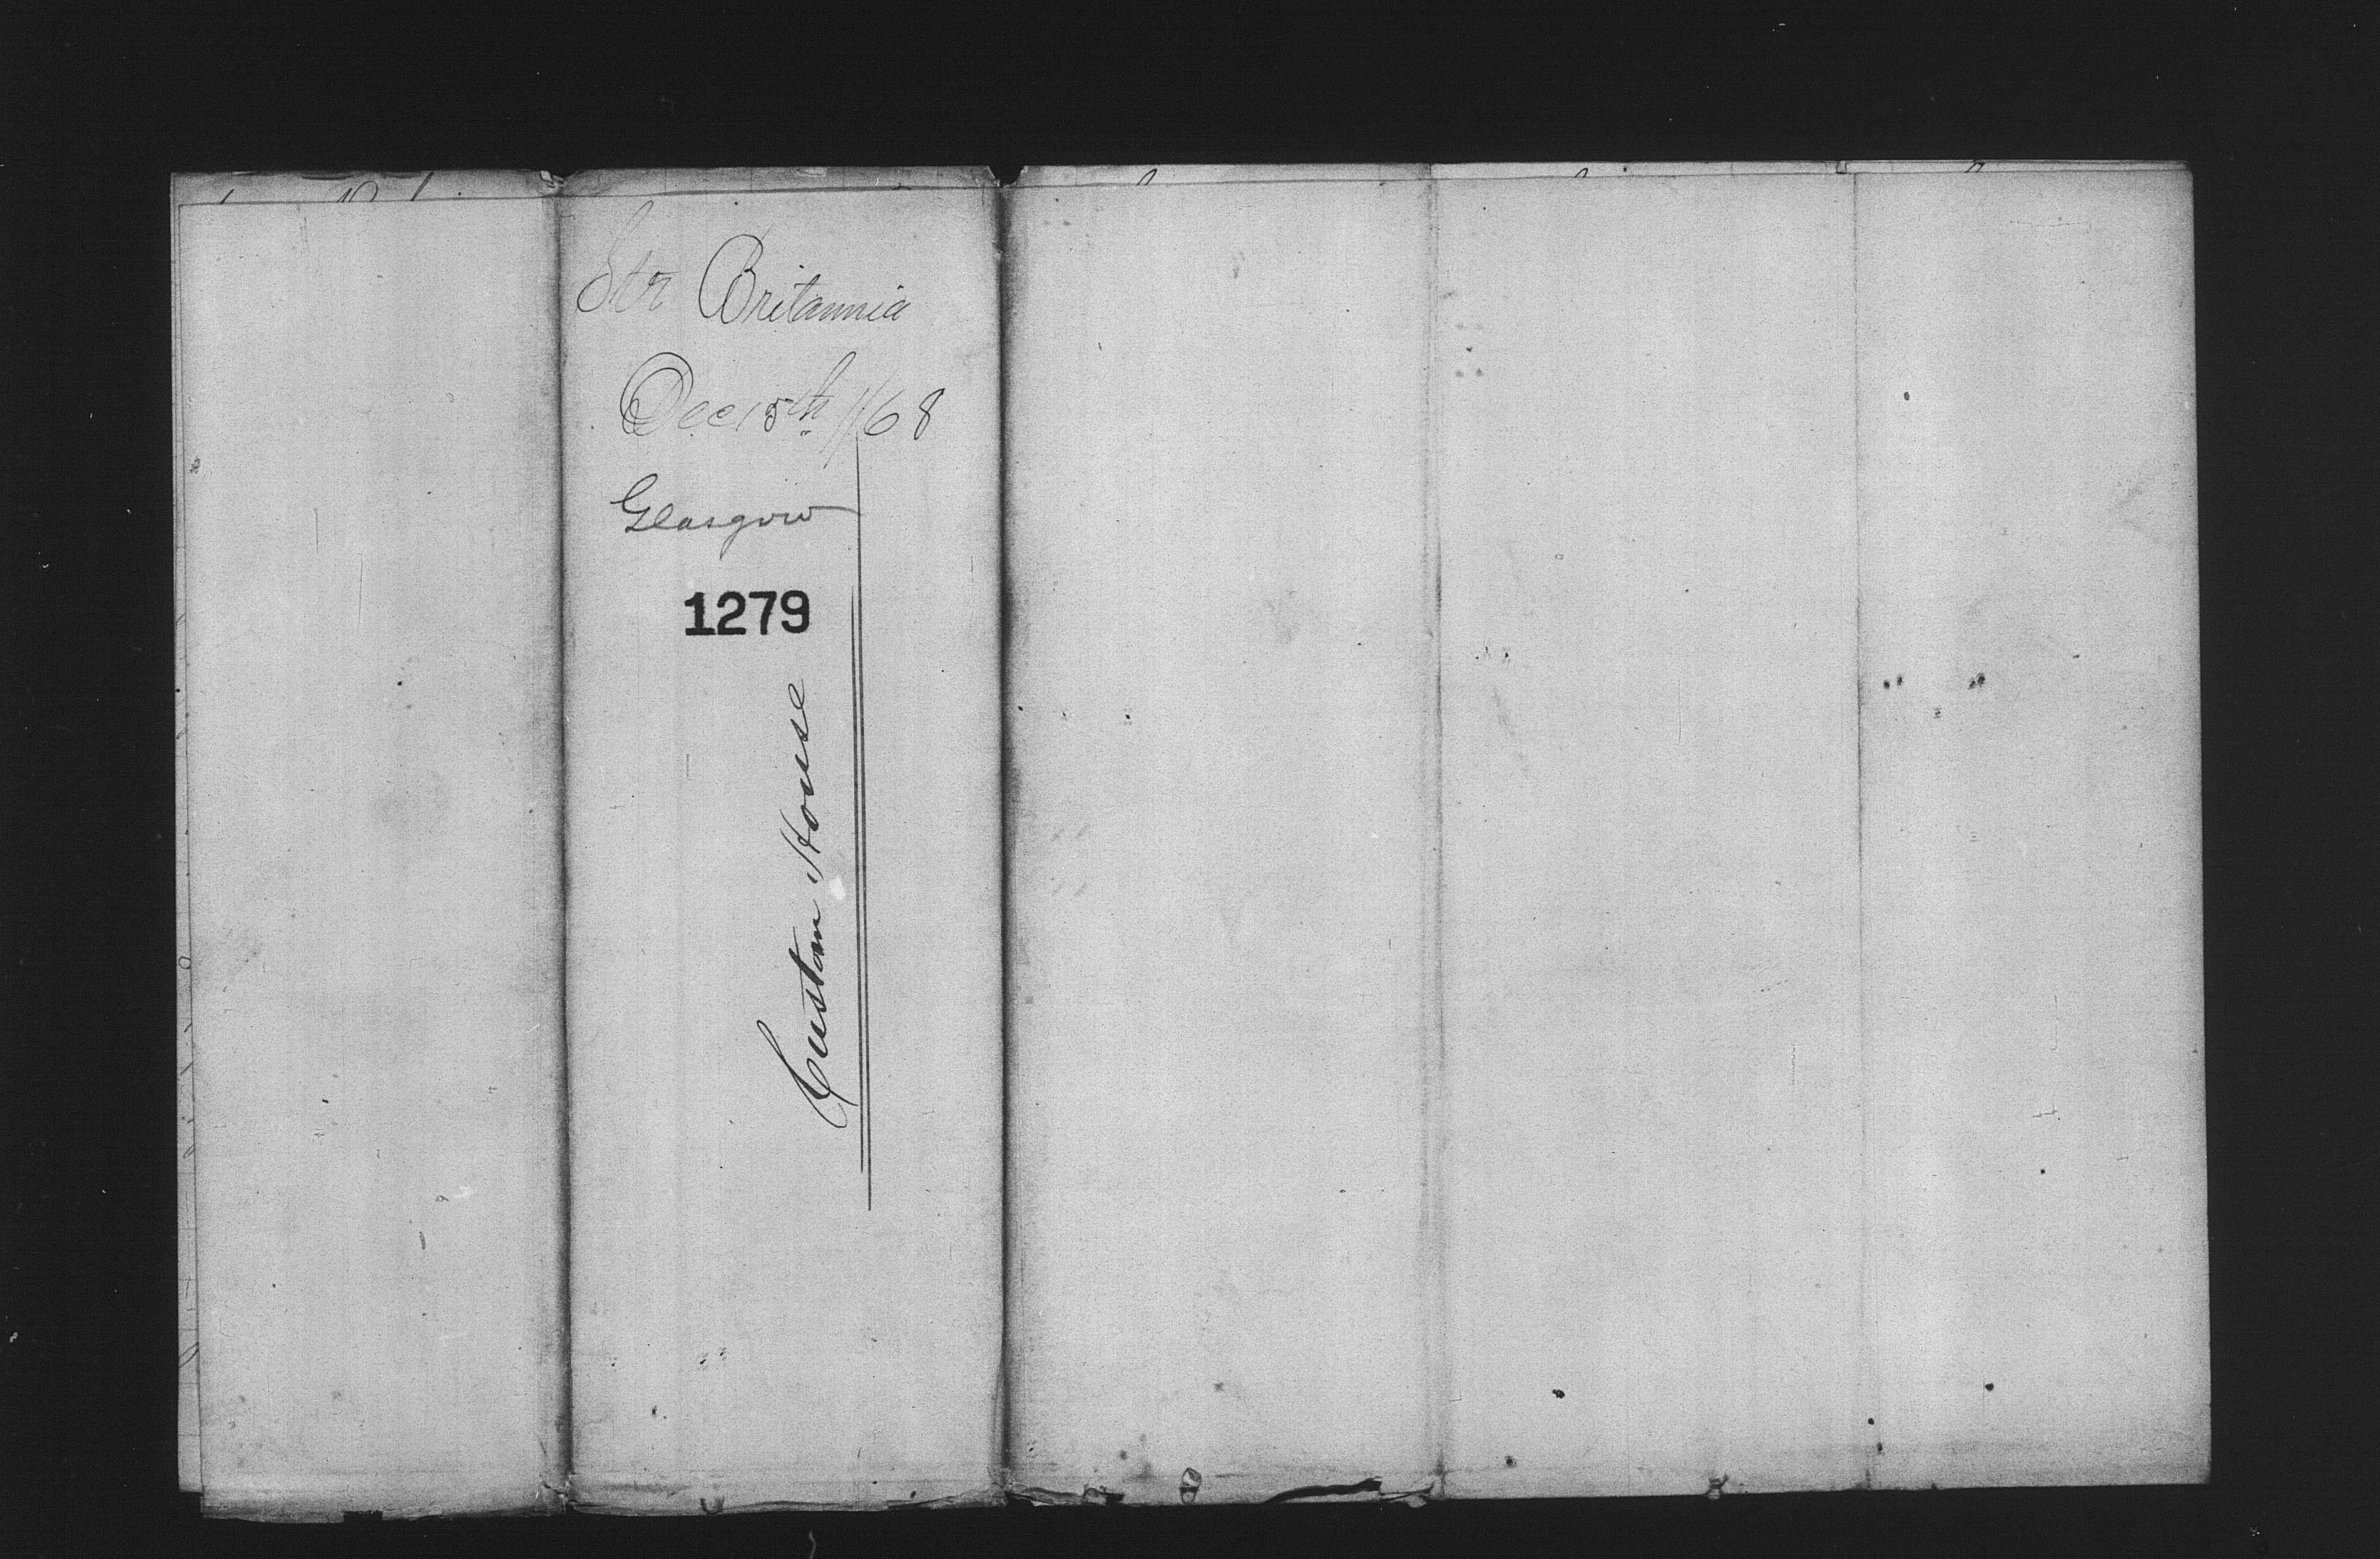 Str Britannia
Dec 15th //68
Glasgow
1279
Custom House